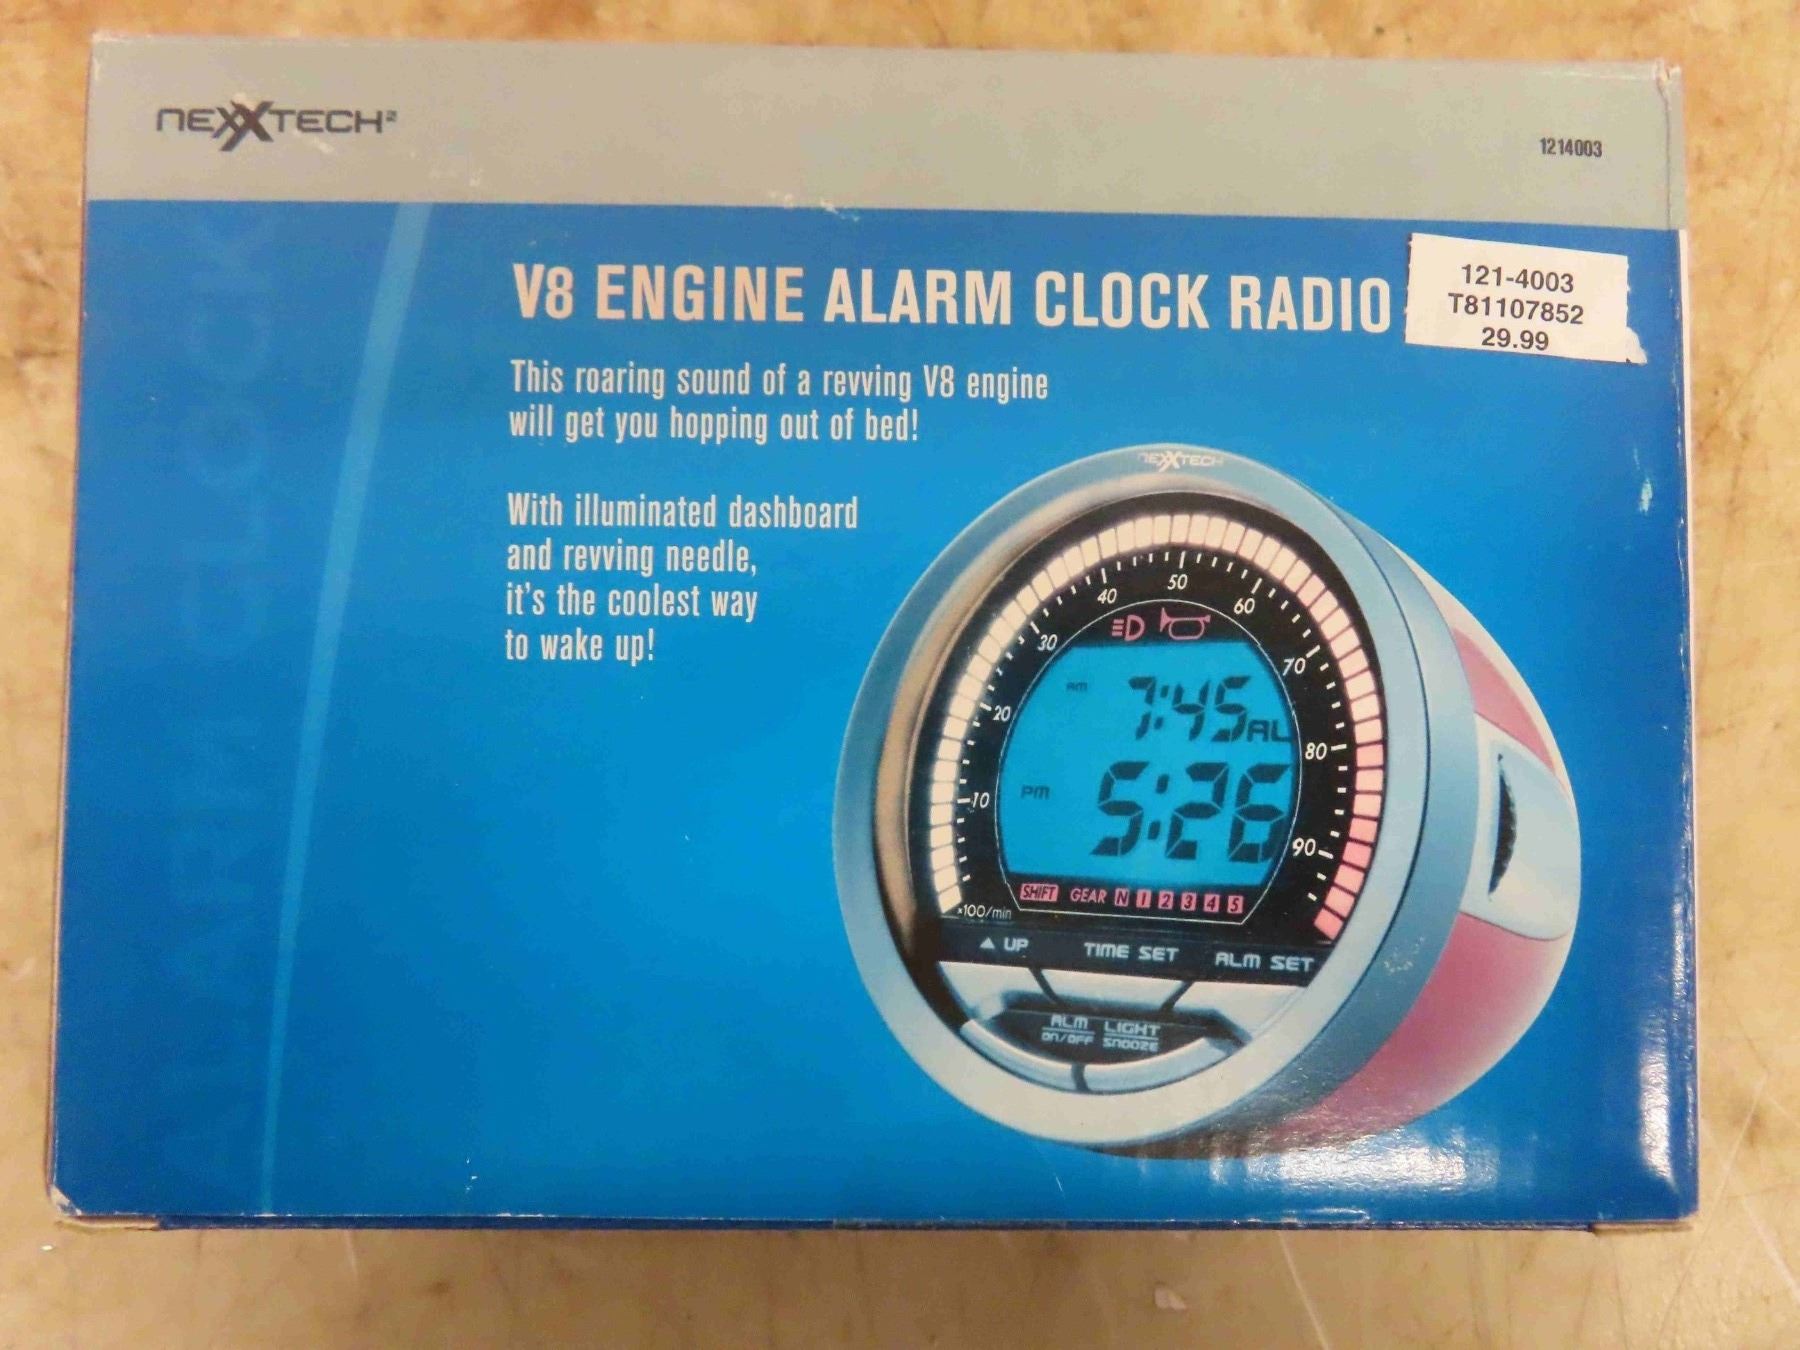 NEXXTECH²
1214003
V8 ENGINE ALARM CLOCK RADIO
121-4003
T81107852
29.99
This roaring sound of a revving V8 engine
will get you hopping out of bed!
With illuminated dashboard
and revving needle,
it's the coolest way
to wake up!
NEXXTECH
10 20 30 40 50 60 70 80 90
AM 7:45 AL
PM 5:26
SHIFT GEAR N 1 2 3 4 5
×100/min
▲ UP TIME SET ALM SET
ALM LIGHT
ON/OFF SNOOZE